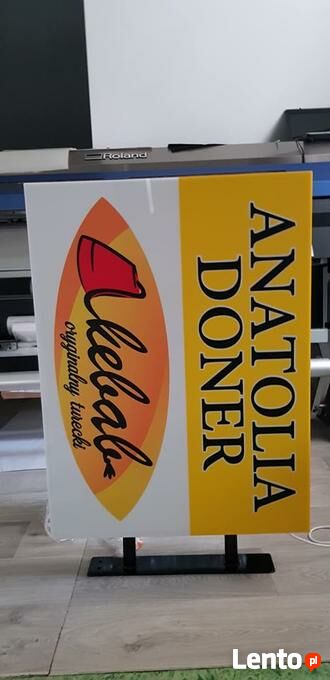 Roland
ANATOLIA
DONER
kebab
oryginalny turecki
Lento.pl